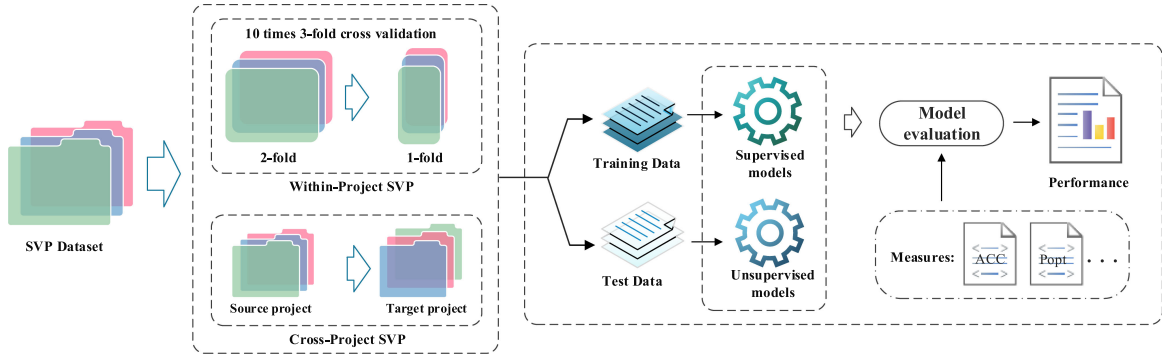 SVP Dataset
10 times 3-fold cross validation
2-fold
1-fold
Within-Project SVP
Source project
Target project
Cross-Project SVP
Training Data
Test Data
Supervised
models
Unsupervised
models
Model
evaluation
Performance
Measures:
ACC
Popt
. . .